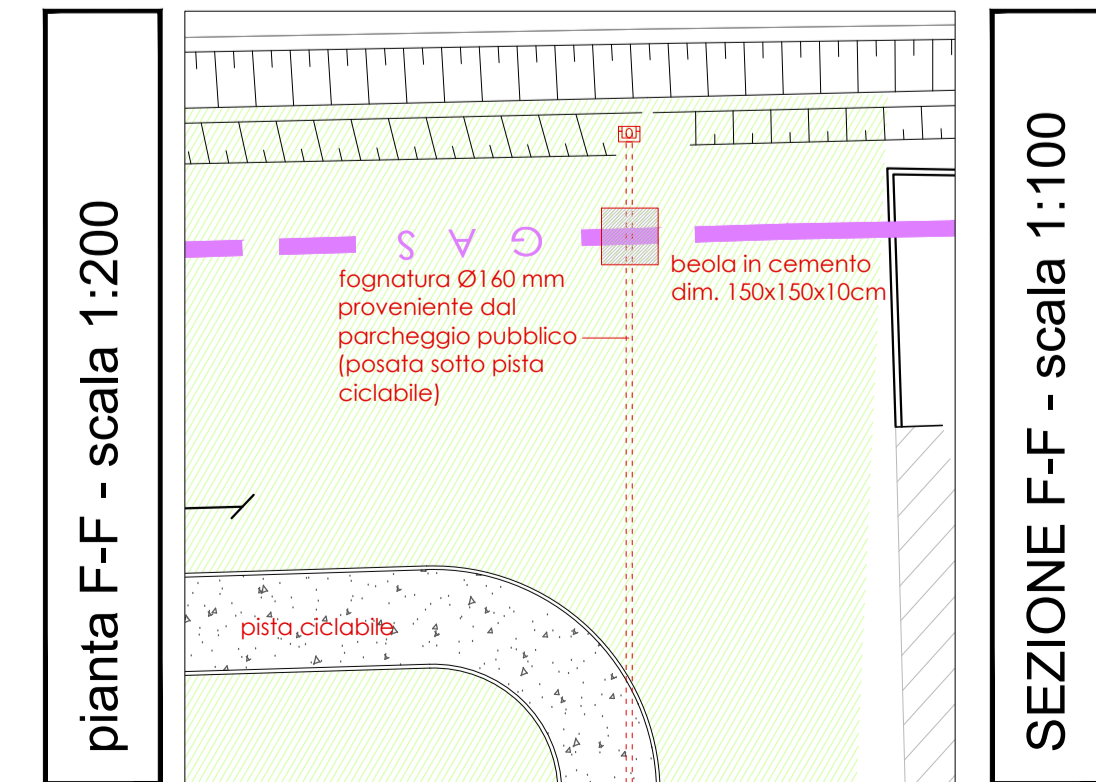 pianta F-F - scala 1:200
G A S
fognatura Ø160 mm
proveniente dal
parcheggio pubblico
(posata sotto pista
ciclabile)
beola in cemento
dim. 150x150x10cm
pista ciclabile
SEZIONE F-F - scala 1:100